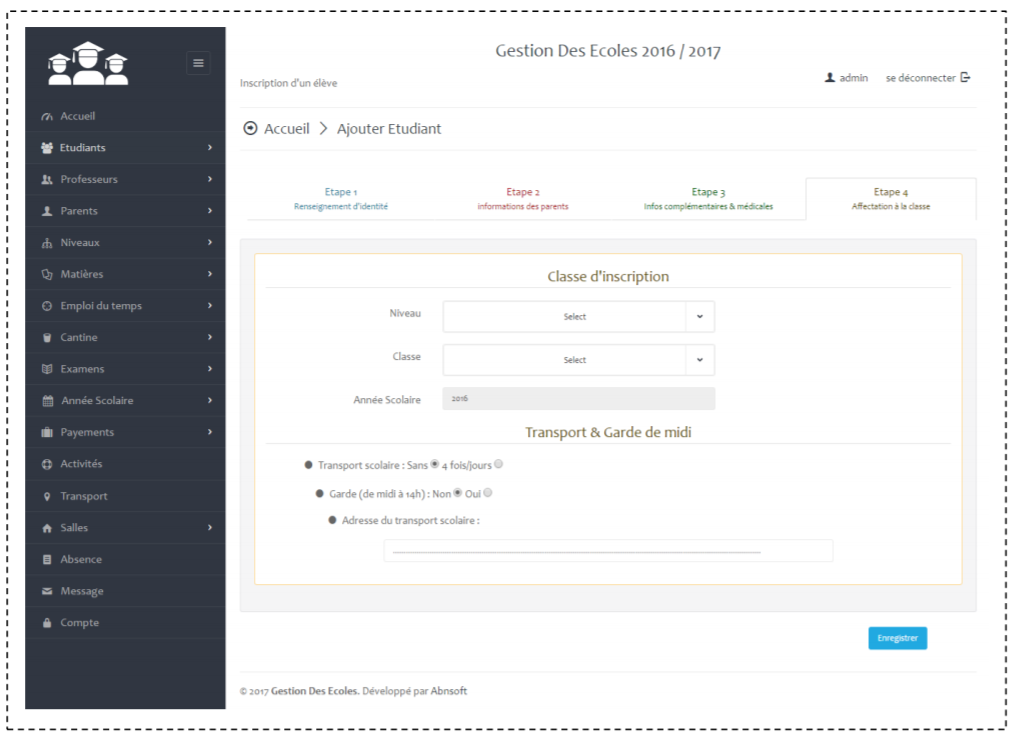 Gestion Des Ecoles 2016 / 2017
Inscription d'un élève
admin se déconnecter
Accueil
Etudiants
Professeurs
Parents
Niveaux
Matières
Emploi du temps
Cantine
Examens
Année Scolaire
Payements
Activités
Transport
Salles
Absence
Message
Compte
Accueil > Ajouter Etudiant
Etape 1
Renseignement d'identité
Etape 2
Informations des parents
Etape 3
Infos complémentaires & médicales
Etape 4
Affectation à la classe
Classe d'inscription
Niveau Select
Classe Select
Année Scolaire 2016
Transport & Garde de midi
Transport scolaire : Sans 4 fois/jours
Garde (de midi à 14h) : Non Oui
Adresse du transport scolaire :
Enregistrer
© 2017 Gestion Des Ecoles. Développé par Abnsoft